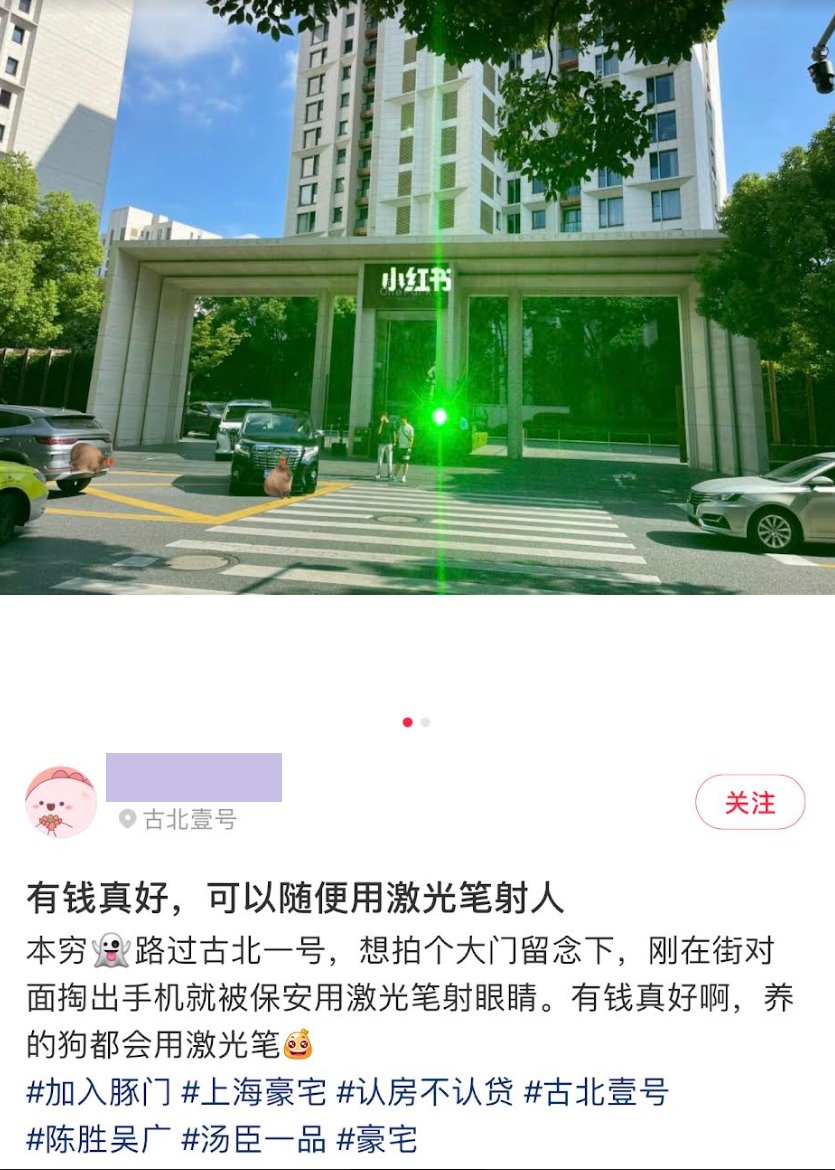 小红书
古北壹号
关注
有钱真好，可以随便用激光笔射人
本穷👻路过古北一号，想拍个大门留念下，刚在街对
面掏出手机就被保安用激光笔射眼睛。有钱真好啊，养
的狗都会用激光笔
#加入豚门 #上海豪宅 #认房不认贷 #古北壹号
#陈胜吴广 #汤臣一品 #豪宅